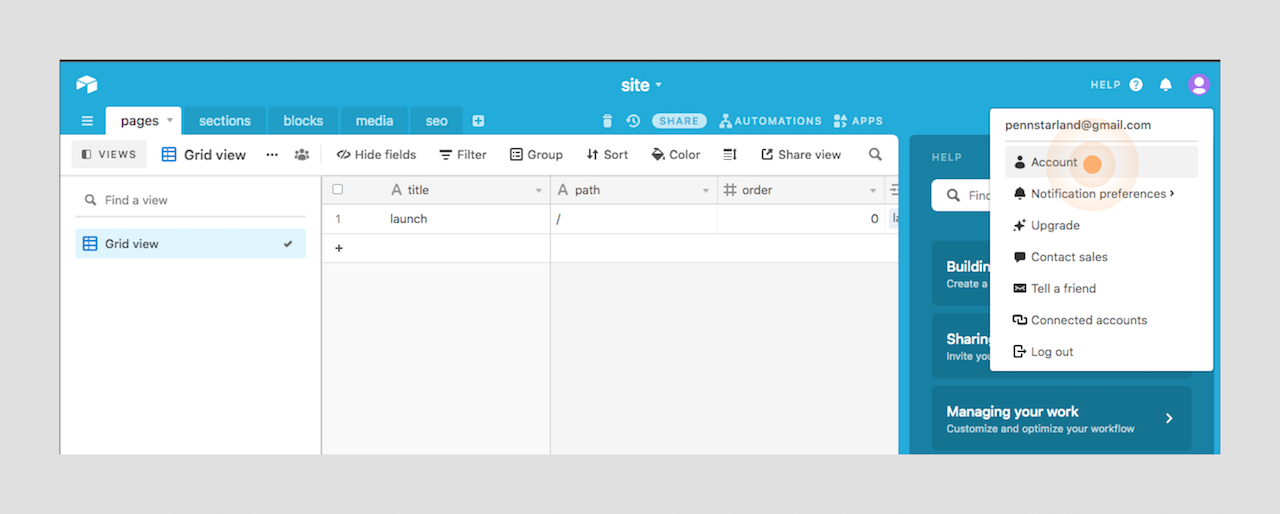 site
HELP
pages
sections
blocks
media
seo
SHARE
AUTOMATIONS
APPS
VIEWS
Grid view
Hide fields
Filter
Group
Sort
Color
Share view
Find a view
Grid view
title
path
order
1
launch
/
0
la
+
HELP
Find
Buildin
Create a
Sharing
Invite you
Managing your work
Customize and optimize your workflow
pennstarland@gmail.com
Account
Notification preferences
Upgrade
Contact sales
Tell a friend
Connected accounts
Log out